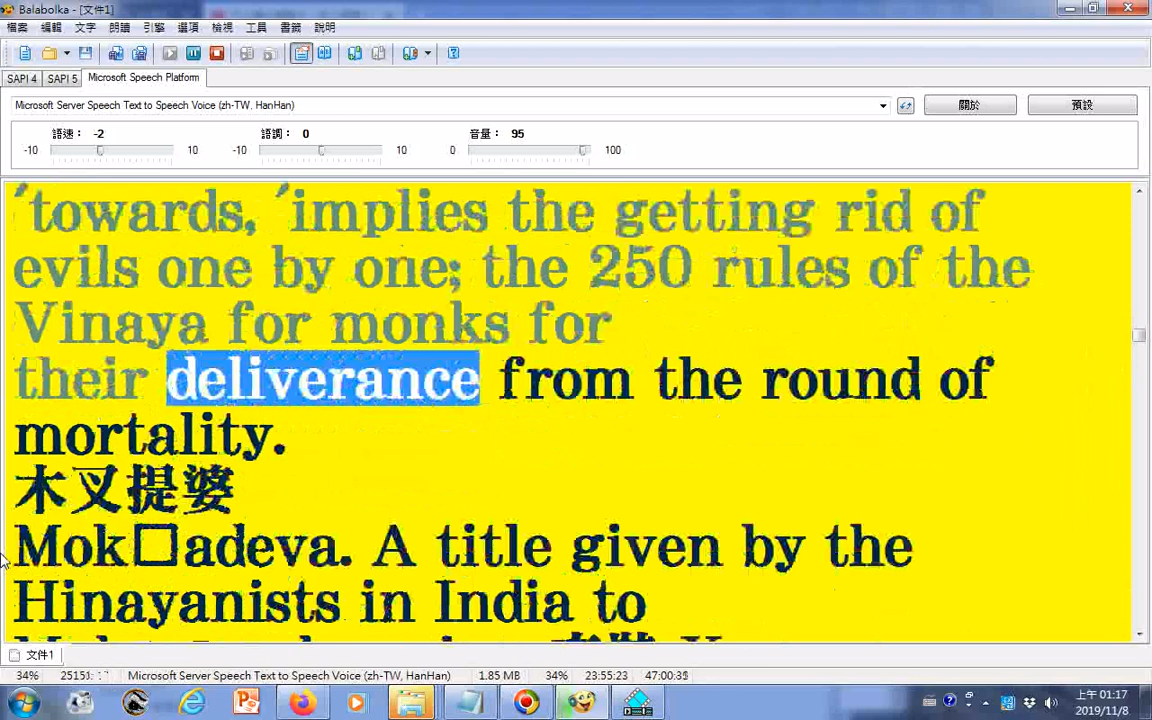 Balabolka - [文件1]
檔案 編輯 文字 朗讀 引擎 選項 檢視 工具 書籤 說明
SAPI 4 SAPI 5 Microsoft Speech Platform
Microsoft Server Speech Text to Speech Voice (zh-TW, HanHan)
關於 預設
語速： -2 語調： 0 音量： 95
-10 10 -10 10 0 100
′towards, ′implies the getting rid of
evils one by one; the 250 rules of the
Vinaya for monks for
their deliverance from the round of
mortality.
木叉提婆
Mok□adeva. A title given by the
Hinayanists in India to
文件1
34% Microsoft Server Speech Text to Speech Voice (zh-TW, HanHan) 1.85 MB 34% 23:55:23
上午 01:17
2019/11/8